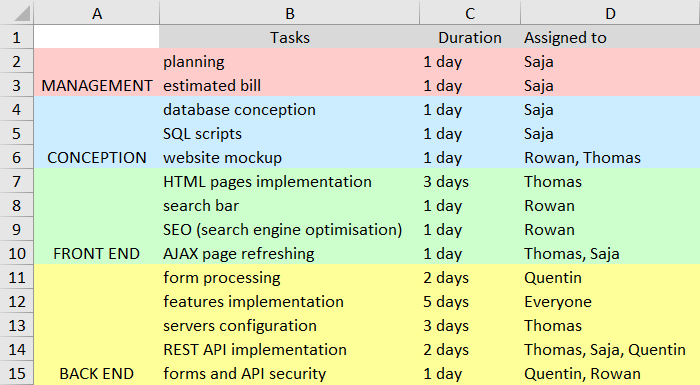 A B C D
1 Tasks Duration Assigned to
2 planning 1 day Saja
3 MANAGEMENT estimated bill 1 day Saja
4 database conception 1 day Saja
5 SQL scripts 1 day Saja
6 CONCEPTION website mockup 1 day Rowan, Thomas
7 HTML pages implementation 3 days Thomas
8 search bar 1 day Rowan
9 SEO (search engine optimisation) 1 day Rowan
10 FRONT END AJAX page refreshing 1 day Thomas, Saja
11 form processing 2 days Quentin
12 features implementation 5 days Everyone
13 servers configuration 3 days Thomas
14 REST API implementation 2 days Thomas, Saja, Quentin
15 BACK END forms and API security 1 day Quentin, Rowan